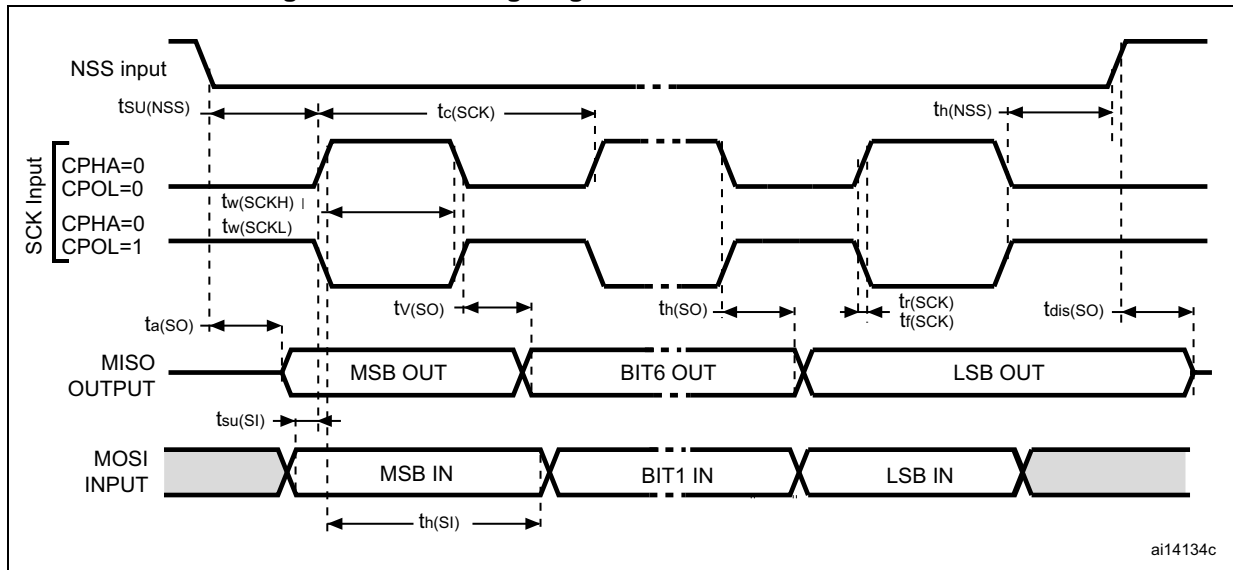 NSS input
tSU(NSS)
tc(SCK)
th(NSS)
SCK Input
CPHA=0
CPOL=0
tw(SCKH)
CPHA=0
tw(SCKL)
CPOL=1
ta(SO)
tV(SO)
th(SO)
tr(SCK)
tf(SCK)
tdis(SO)
MISO
OUTPUT
MSB OUT
BIT6 OUT
LSB OUT
tsu(SI)
MOSI
INPUT
MSB IN
BIT1 IN
LSB IN
th(SI)
ai14134c